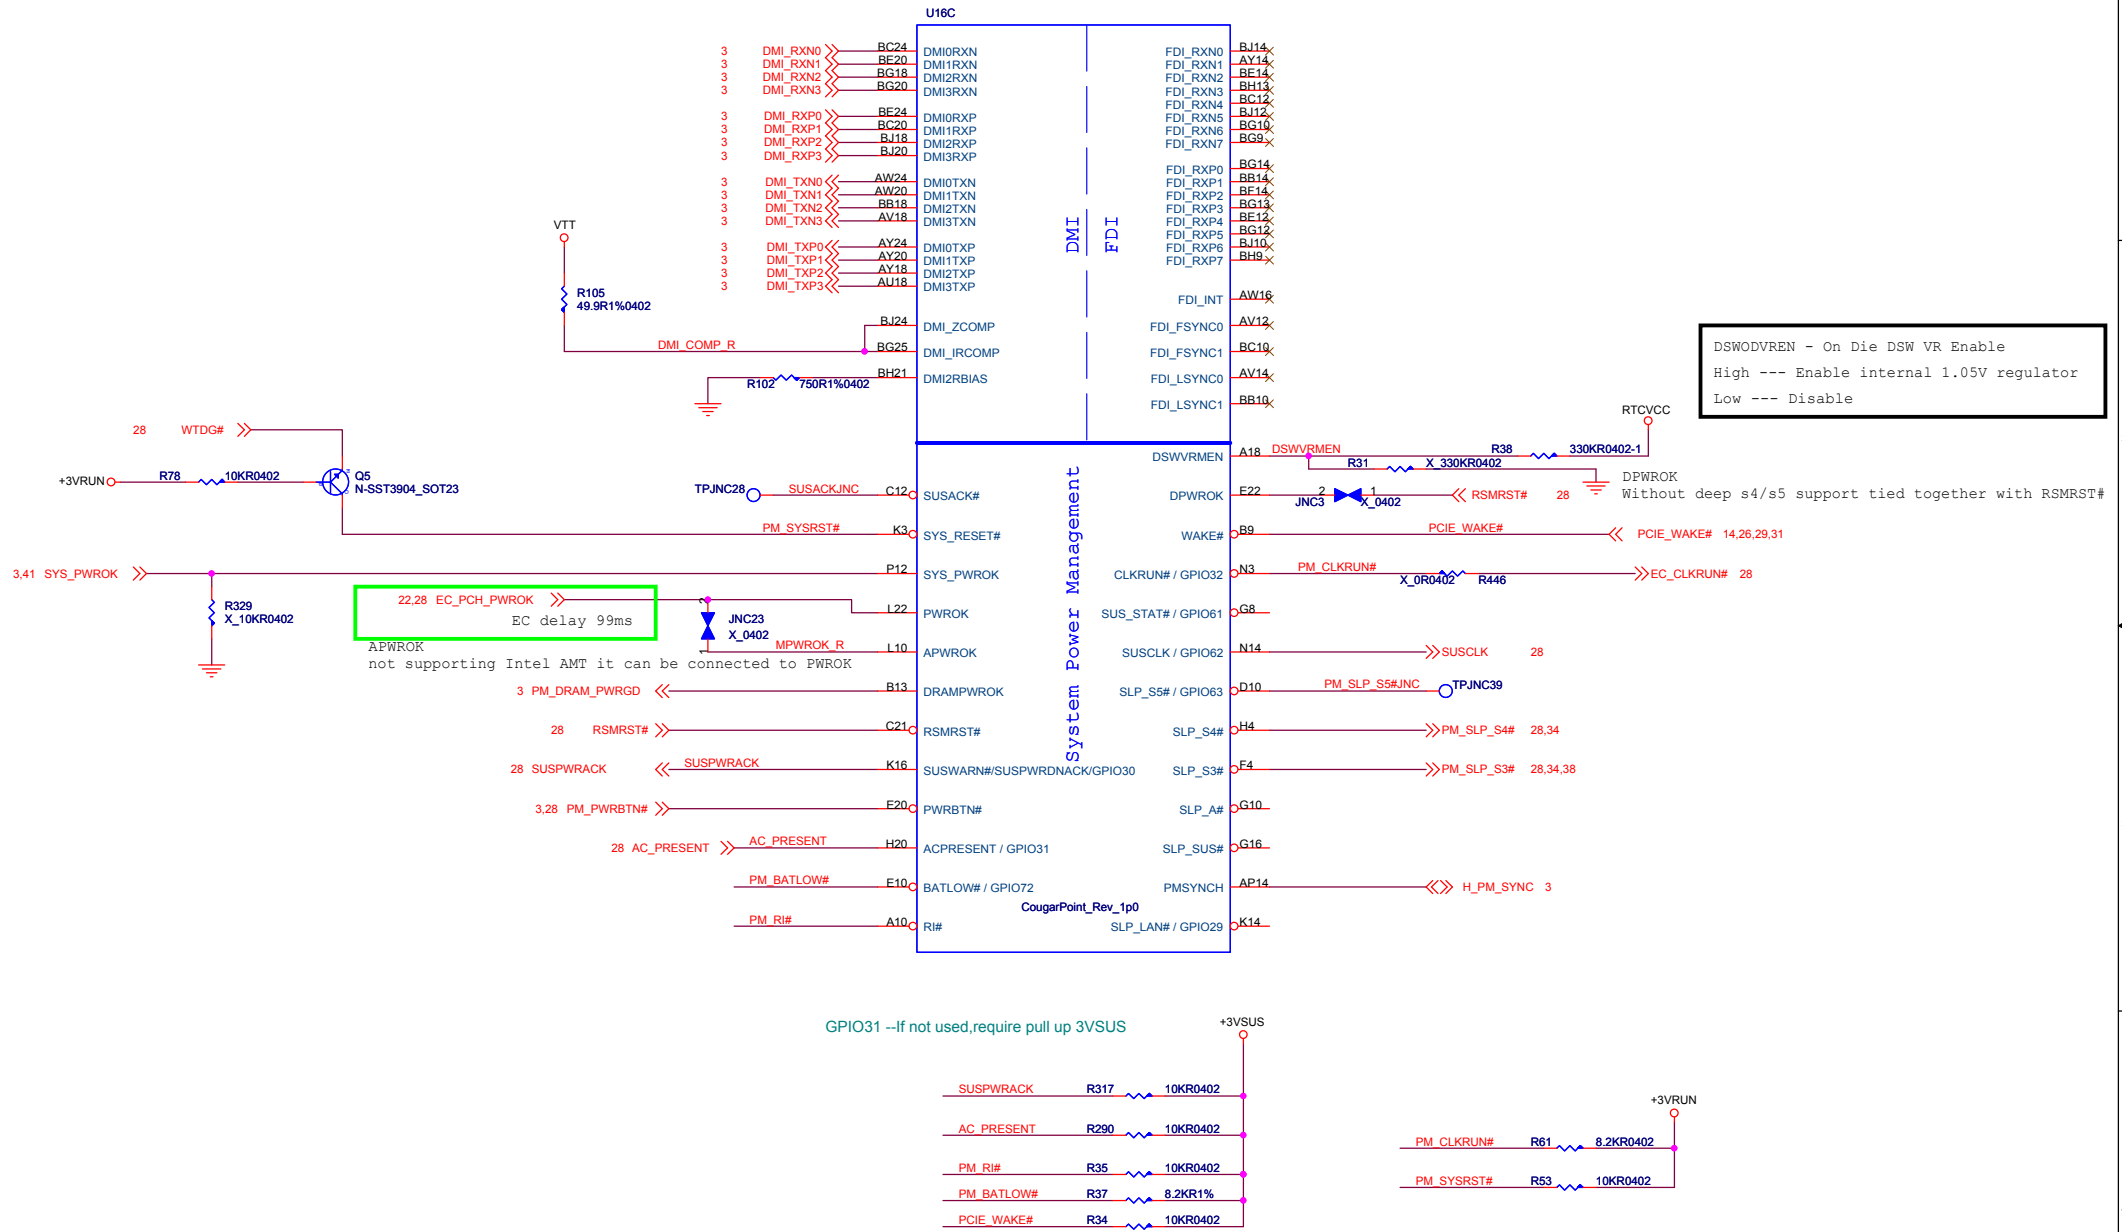 U16C
3 DMI_RXN0 BC24 DMI0RXN FDI_RXN0 BJ14
3 DMI_RXN1 BE20 DMI1RXN FDI_RXN1 AY14
3 DMI_RXN2 BG18 DMI2RXN FDI_RXN2 BE14
3 DMI_RXN3 BG20 DMI3RXN FDI_RXN3 BH13
FDI_RXN4 BC12
3 DMI_RXP0 BE24 DMI0RXP FDI_RXN5 BJ12
3 DMI_RXP1 BC20 DMI1RXP FDI_RXN6 BG10
3 DMI_RXP2 BJ18 DMI2RXP FDI_RXN7 BG9
3 DMI_RXP3 BJ20 DMI3RXP
FDI_RXP0 BG14
3 DMI_TXN0 AW24 DMI0TXN FDI_RXP1 BB14
3 DMI_TXN1 AW20 DMI1TXN FDI_RXP2 BF14
3 DMI_TXN2 BB18 DMI2TXN FDI_RXP3 BG13
3 DMI_TXN3 AV18 DMI3TXN FDI_RXP4 BE12
FDI_RXP5 BG12
3 DMI_TXP0 AY24 DMI0TXP FDI_RXP6 BJ10
3 DMI_TXP1 AY20 DMI1TXP FDI_RXP7 BH9
3 DMI_TXP2 AY18 DMI2TXP
3 DMI_TXP3 AU18 DMI3TXP
DMI
FDI
VTT
R105
49.9R1%0402
FDI_INT AW16
BJ24 DMI_ZCOMP FDI_FSYNC0 AV12
DMI_COMP_R BG25 DMI_IRCOMP FDI_FSYNC1 BC10
R102 750R1%0402 BH21 DMI2RBIAS FDI_LSYNC0 AV14
FDI_LSYNC1 BB10
DSWODVREN - On Die DSW VR Enable
High --- Enable internal 1.05V regulator
Low --- Disable
RTCVCC
28 WTDG#
DSWVRMEN A18 DSWVRMEN R38 330KR0402-1
R31 X_330KR0402
+3VRUN R78 10KR0402 Q5
N-SST3904_SOT23
DPWROK
Without deep s4/s5 support tied together with RSMRST#
System Power Management
TPJNC28 SUSACKJNC C12 SUSACK# DPWROK E22 2 1 RSMRST# 28
JNC3 X_0402
PM_SYSRST# K3 SYS_RESET# WAKE# B9 PCIE_WAKE# PCIE_WAKE# 14,26,29,31
3,41 SYS_PWROK P12 SYS_PWROK CLKRUN# / GPIO32 N3 PM_CLKRUN# EC_CLKRUN# 28
X_0R0402 R446
R329
X_10KR0402
22,28 EC_PCH_PWROK 2 L22 PWROK SUS_STAT# / GPIO61 G8
EC delay 99ms
JNC23
X_0402
APWROK
1 MPWROK_R L10 APWROK SUSCLK / GPIO62 N14 SUSCLK 28
not supporting Intel AMT it can be connected to PWROK
3 PM_DRAM_PWRGD B13 DRAMPWROK SLP_S5# / GPIO63 D10 PM_SLP_S5#JNC TPJNC39
28 RSMRST# C21 RSMRST# SLP_S4# H4 PM_SLP_S4# 28,34
28 SUSPWRACK SUSPWRACK K16 SUSWARN#/SUSPWRDNACK/GPIO30 SLP_S3# F4 PM_SLP_S3# 28,34,38
3,28 PM_PWRBTN# E20 PWRBTN# SLP_A# G10
28 AC_PRESENT AC_PRESENT H20 ACPRESENT / GPIO31 SLP_SUS# G16
PM_BATLOW# E10 BATLOW# / GPIO72 PMSYNCH AP14 H_PM_SYNC 3
CougarPoint_Rev_1p0
PM_RI# A10 RI# SLP_LAN# / GPIO29 K14
GPIO31 --If not used,require pull up 3VSUS
+3VSUS
SUSPWRACK R317 10KR0402
AC_PRESENT R290 10KR0402
PM_RI# R35 10KR0402
PM_BATLOW# R37 8.2KR1%
PCIE_WAKE# R34 10KR0402
+3VRUN
PM_CLKRUN# R61 8.2KR0402
PM_SYSRST# R53 10KR0402